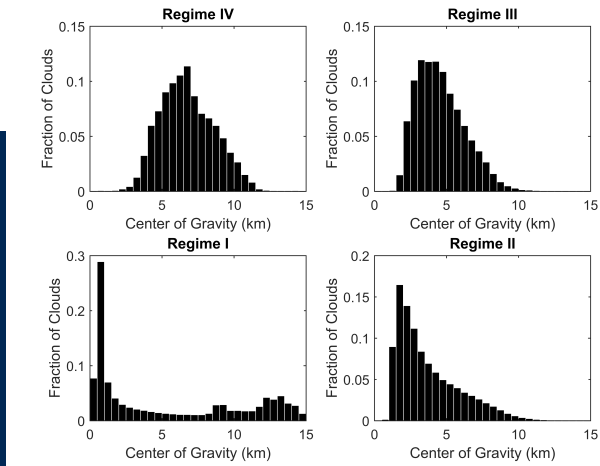 Regime IV
0.15
0.1
0.05
0
0 5 10 15
Fraction of Clouds
Center of Gravity (km)
Regime III
0.15
0.1
0.05
0
0 5 10 15
Fraction of Clouds
Center of Gravity (km)
Regime I
0.3
0.2
0.1
0
0 5 10 15
Fraction of Clouds
Center of Gravity (km)
Regime II
0.2
0.15
0.1
0.05
0
0 5 10 15
Fraction of Clouds
Center of Gravity (km)